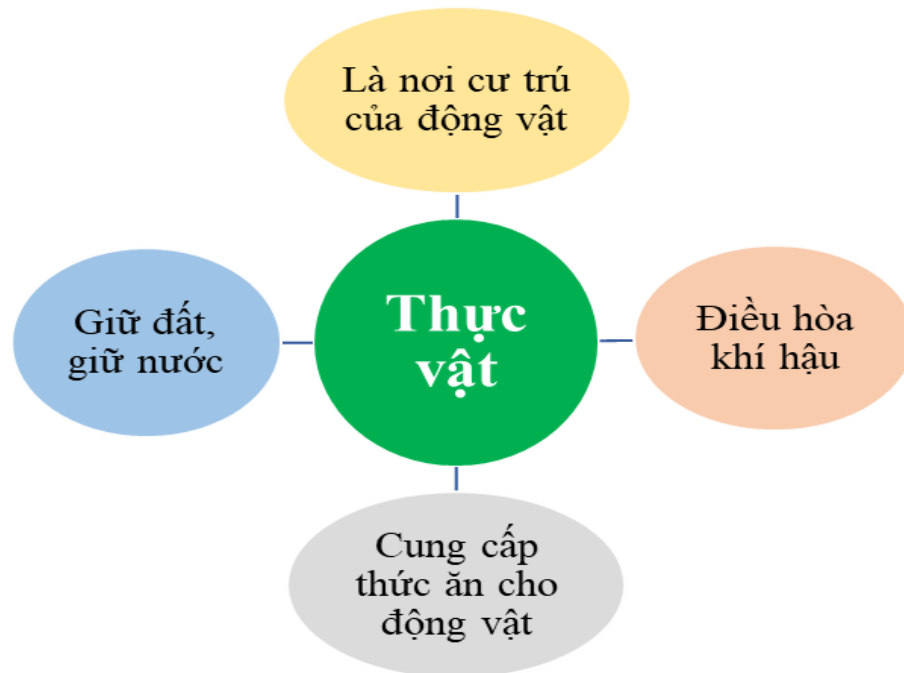 Là nơi cư trú
của động vật
Giữ đất,
giữ nước
Thực
vật
Điều hòa
khí hậu
Cung cấp
thức ăn cho
động vật